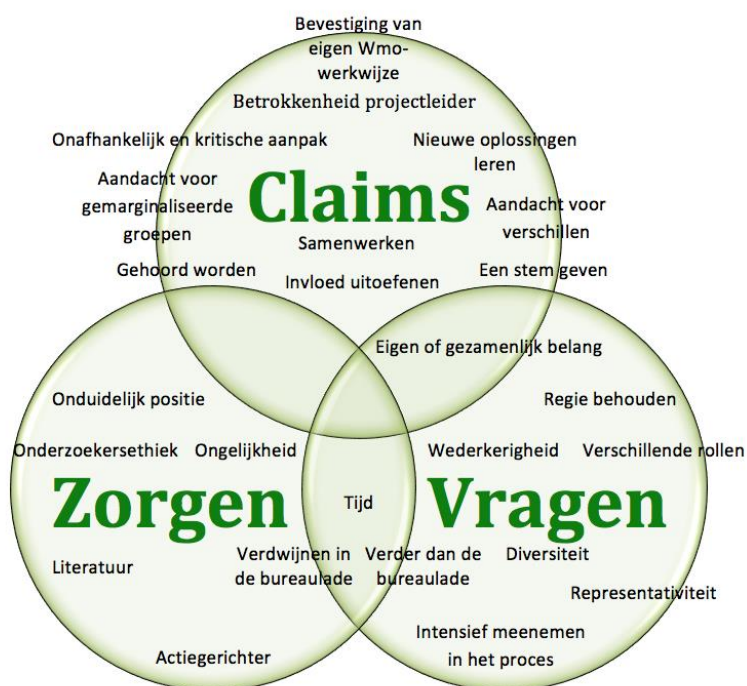 Bevestiging van
eigen Wmo-
werkwijze
Betrokkenheid projectleider
Onafhankelijk en kritische aanpak
Nieuwe oplossingen
leren
Aandacht voor
gemarginaliseerde
groepen
Claims
Aandacht voor
verschillen
Samenwerken
Gehoord worden
Invloed uitoefenen
Een stem geven
Eigen of gezamenlijk belang
Onduidelijk positie
Regie behouden
Onderzoekersethiek
Ongelijkheid
Wederkerigheid
Verschillende rollen
Zorgen
Tijd
Vragen
Literatuur
Verdwijnen in
de bureaulade
Verder dan de
bureaulade
Diversiteit
Representativiteit
Intensief meenemen
in het proces
Actiegerichter